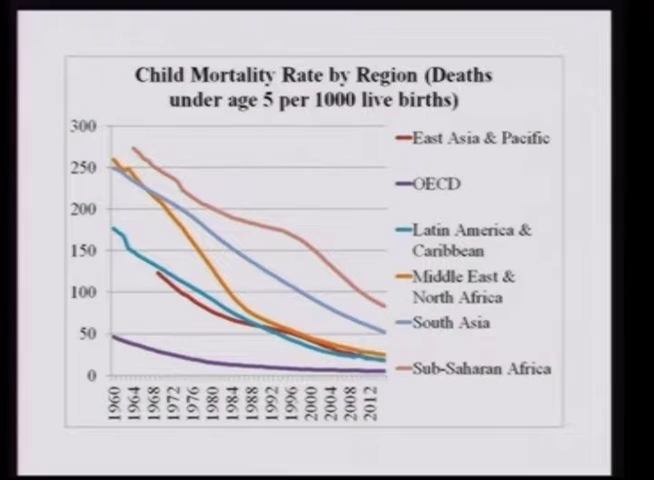 Child Mortality Rate by Region (Deaths
under age 5 per 1000 live births)
300
250
200
150
100
50
0
1960
1964
1968
1972
1976
1980
1984
1988
1992
1996
2000
2004
2008
2012
East Asia & Pacific
OECD
Latin America &
Caribbean
Middle East &
North Africa
South Asia
Sub-Saharan Africa